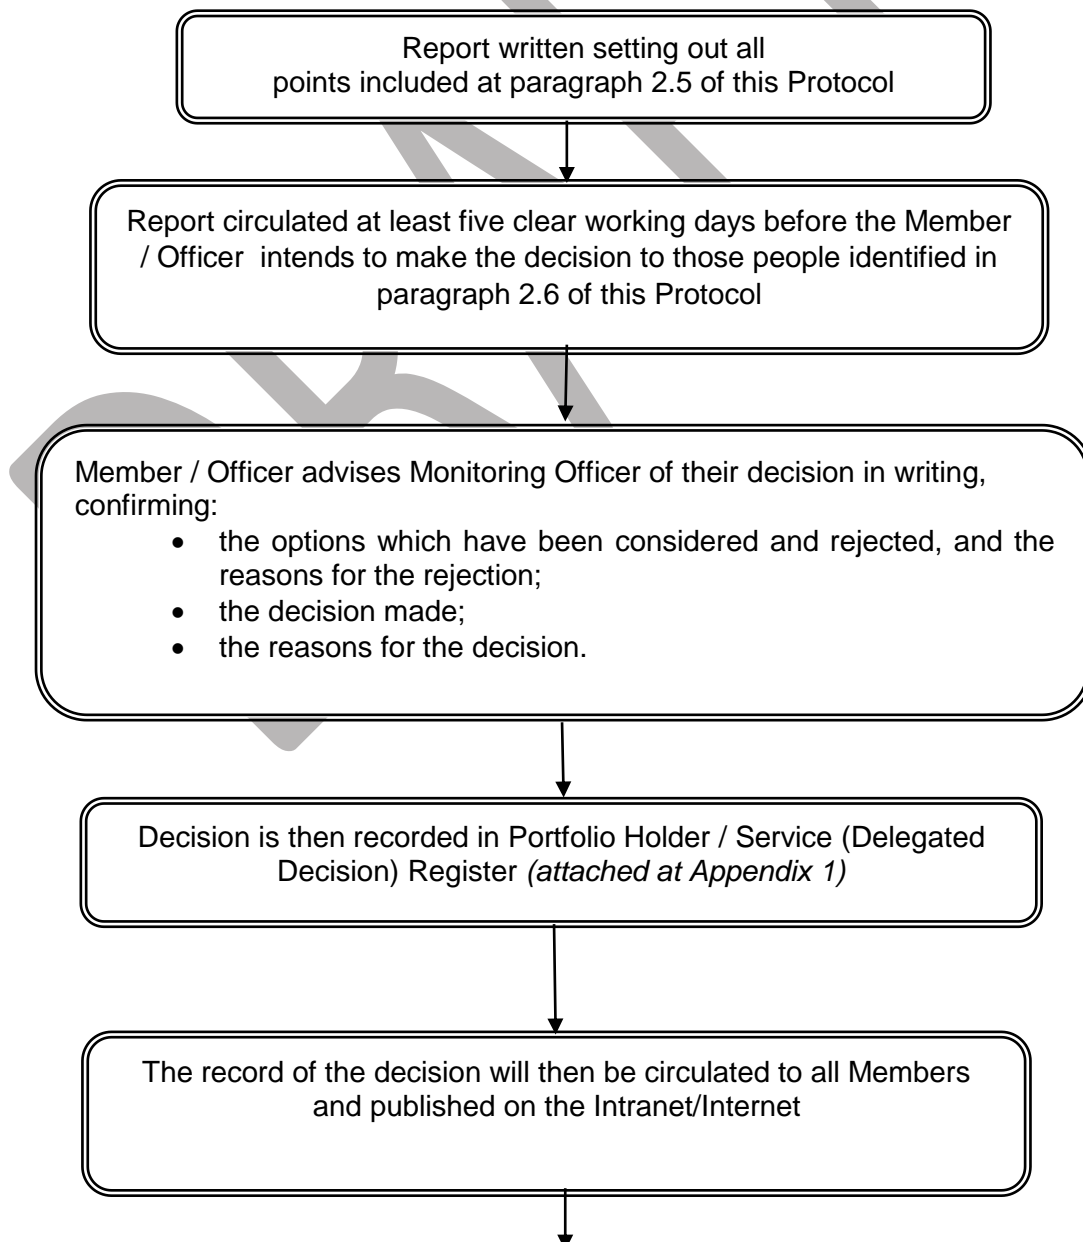 Report written setting out all
points included at paragraph 2.5 of this Protocol
Report circulated at least five clear working days before the Member
/ Officer  intends to make the decision to those people identified in
paragraph 2.6 of this Protocol
Member / Officer advises Monitoring Officer of their decision in writing,
confirming:
• the options which have been considered and rejected, and the
reasons for the rejection;
• the decision made;
• the reasons for the decision.
Decision is then recorded in Portfolio Holder / Service (Delegated
Decision) Register (attached at Appendix 1)
The record of the decision will then be circulated to all Members
and published on the Intranet/Internet